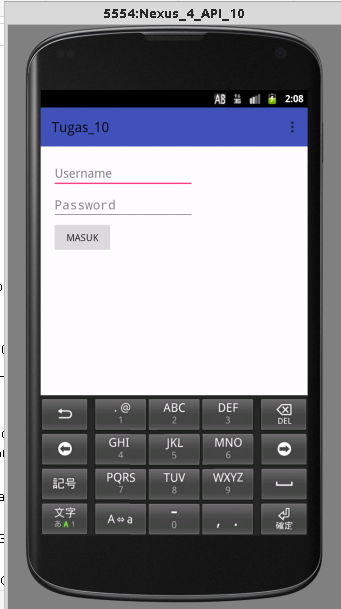 5554:Nexus_4_API_10
AB 3G 2:08
Tugas_10
Username
Password
MASUK
. @ ABC DEF DEL
1 2 3
GHI JKL MNO
4 5 6
記号 PQRS TUV WXYZ
7 8 9
文字 A⇔a - , . 確定
あA1 0